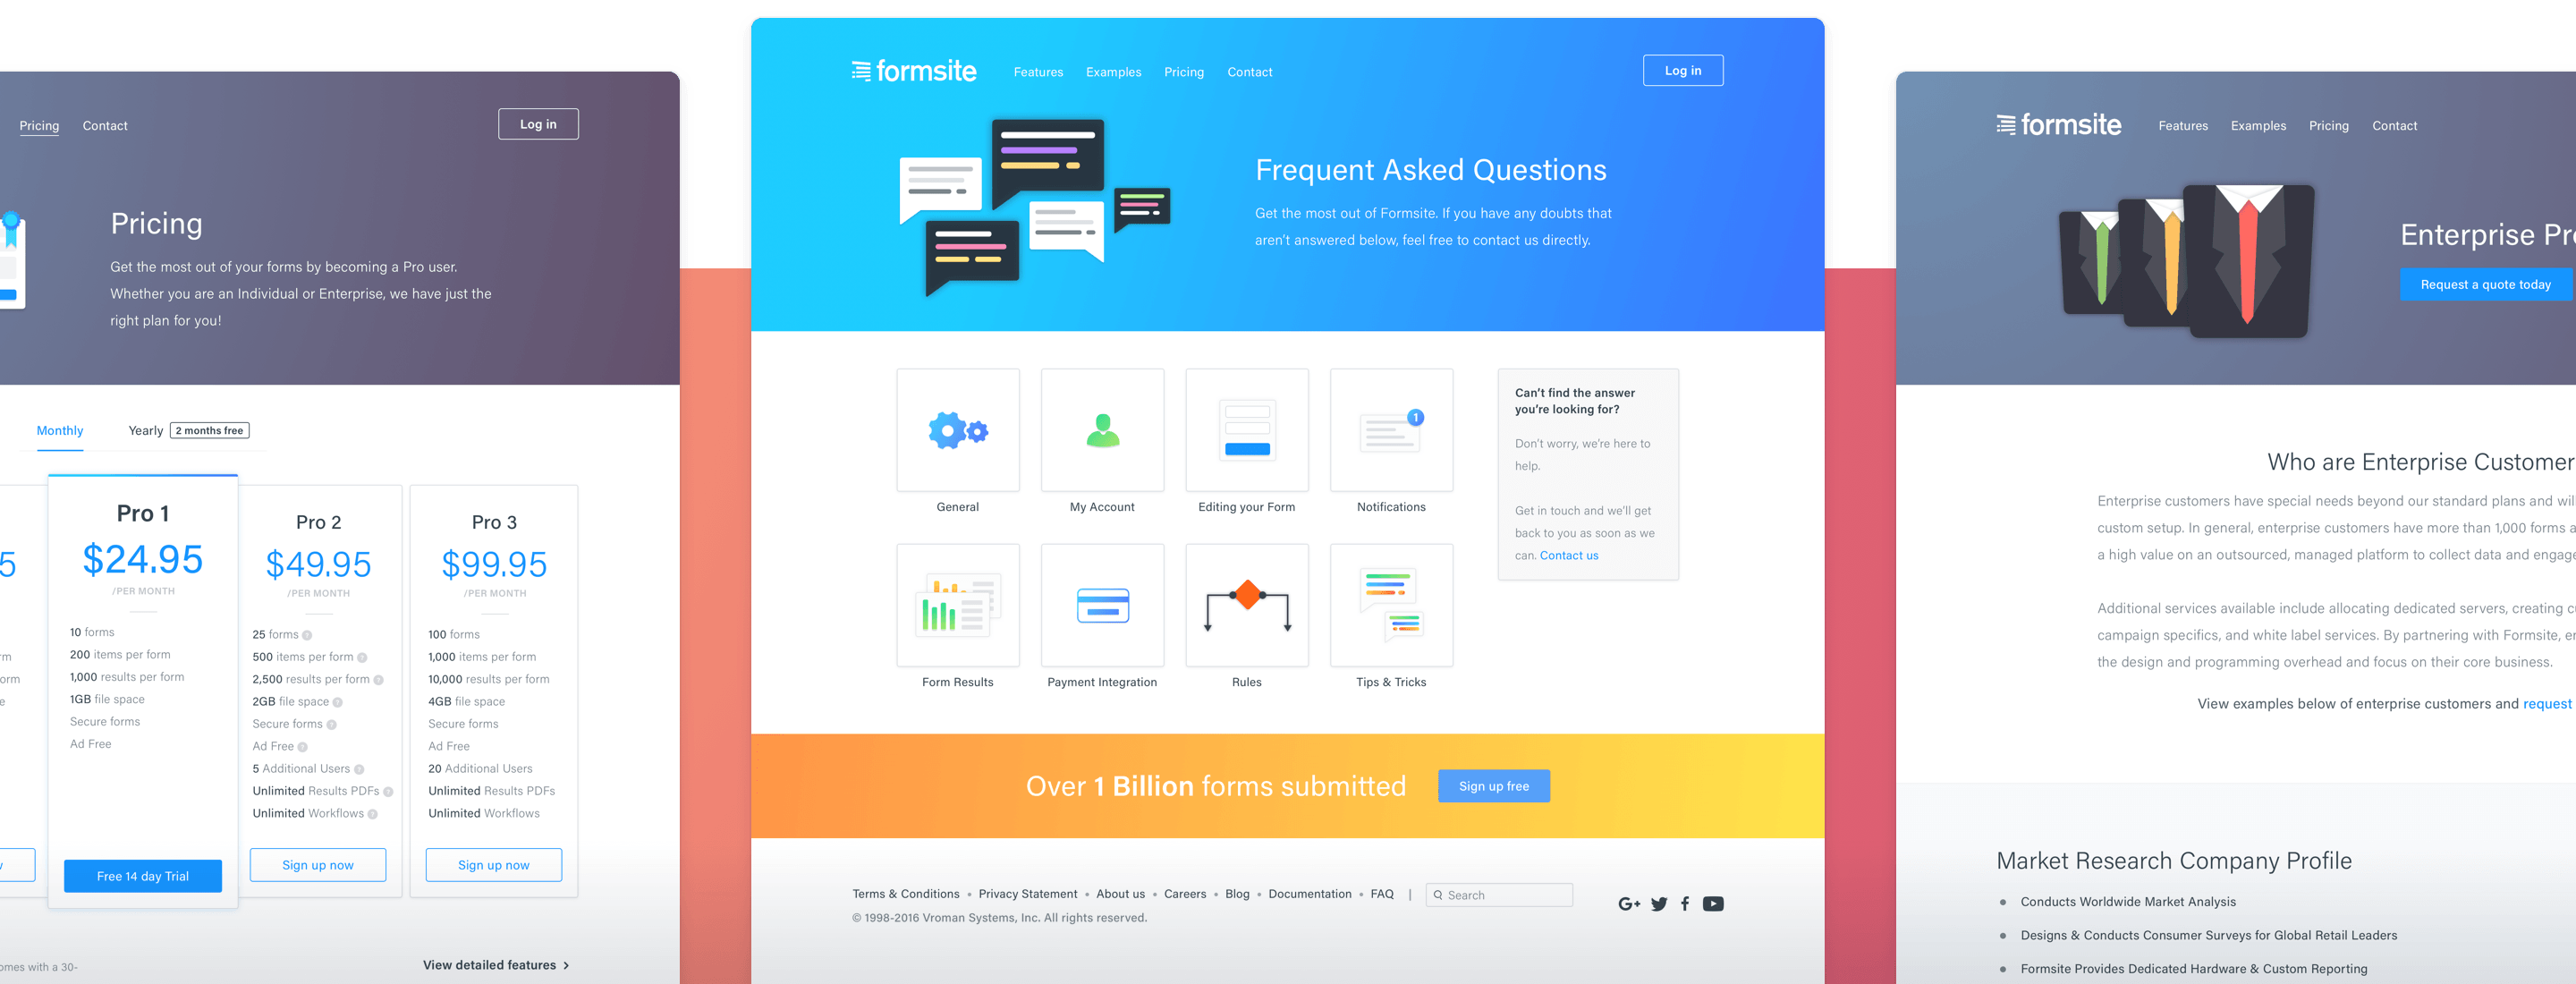 Pricing
Contact
Log in
Pricing
Get the most out of your forms by becoming a Pro user.
Whether you are an Individual or Enterprise, we have just the
right plan for you!
Monthly
Yearly
2 months free
Pro 1
$24.95
/PER MONTH
10 forms
200 items per form
1,000 results per form
1GB file space
Secure forms
Ad Free
Free 14 day Trial
Pro 2
$49.95
/PER MONTH
25 forms
500 items per form
2,500 results per form
2GB file space
Secure forms
Ad Free
5 Additional Users
Unlimited Results PDFs
Unlimited Workflows
Sign up now
Pro 3
$99.95
/PER MONTH
100 forms
1,000 items per form
10,000 results per form
4GB file space
Secure forms
Ad Free
20 Additional Users
Unlimited Results PDFs
Unlimited Workflows
Sign up now
with a 30-
View detailed features
formsite
Features
Examples
Pricing
Contact
Log in
Frequent Asked Questions
Get the most out of Formsite. If you have any doubts that
aren't answered below, feel free to contact us directly.
General
My Account
Editing your Form
1
Notifications
Form Results
Payment Integration
Rules
Tips & Tricks
Can't find the answer
you're looking for?
Don't worry, we're here to
help.
Get in touch and we'll get
back to you as soon as we
can. Contact us
Over 1 Billion forms submitted
Sign up free
Terms & Conditions • Privacy Statement • About us • Careers • Blog • Documentation • FAQ | Search
© 1998-2016 Vroman Systems, Inc. All rights reserved.
G+
formsite
Features
Examples
Pricing
Contact
Enterprise
Request a quote today
Who are Enterprise Customer
Enterprise customers have special needs beyond our standard plans and
custom setup. In general, enterprise customers have more than 1,000 forms
a high value on an outsourced, managed platform to collect data and engage
Additional services available include allocating dedicated servers, creating
campaign specifics, and white label services. By partnering with Formsite,
the design and programming overhead and focus on their core business.
View examples below of enterprise customers and request
Market Research Company Profile
• Conducts Worldwide Market Analysis
• Designs & Conducts Consumer Surveys for Global Retail Leaders
• Formsite Provides Dedicated Hardware & Custom Reporting